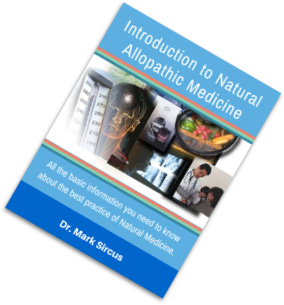 Introduction to Natural
Allopathic Medicine
All the basic information you need to know
about the best practice of Natural Medicine.
Dr. Mark Sircus